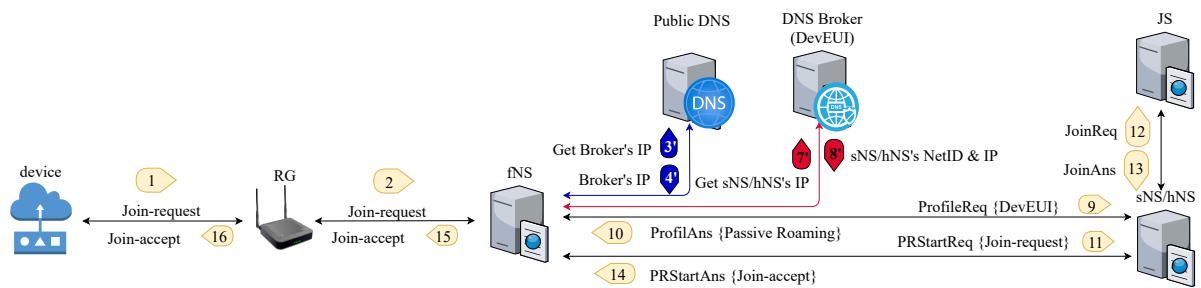 Public DNS
DNS Broker
(DevEUI)
JS
DNS
DNS
Get Broker's IP
3'
7'
8'
sNS/hNS's NetID & IP
JoinReq
12
Broker's IP
4'
Get sNS/hNS's IP
JoinAns
13
device
1
RG
2
fNS
sNS/hNS
Join-request
Join-request
ProfileReq {DevEUI}
9
Join-accept
16
Join-accept
15
10
ProfilAns {Passive Roaming}
PRStartReq {Join-request}
11
14
PRStartAns {Join-accept}